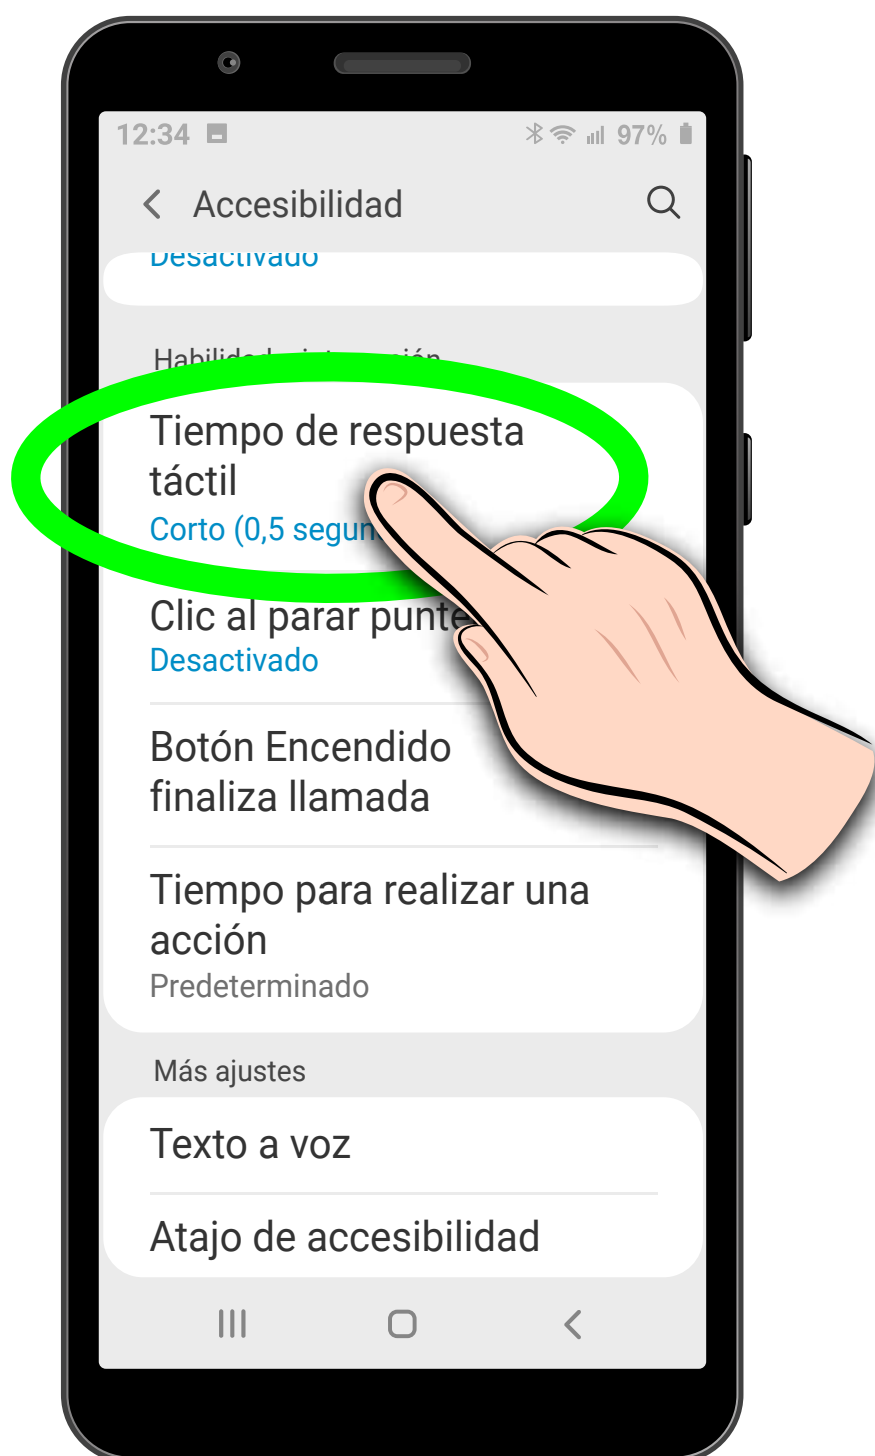 12:34 97%
Accesibilidad
Desactivado
Tiempo de respuesta
táctil
Corto (0,5
Clic al parar
Desactivado
Botón Encendido
finaliza llamada
Tiempo para realizar una
acción
Predeterminado
Más ajustes
Texto a voz
Atajo de accesibilidad